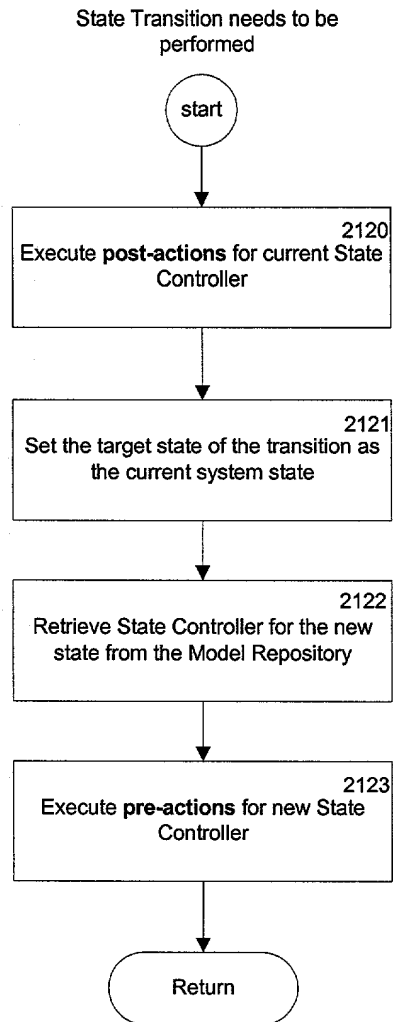 State Transition needs to be
performed
start
2120
Execute post-actions for current State
Controller
2121
Set the target state of the transition as
the current system state
2122
Retrieve State Controller for the new
state from the Model Repository
2123
Execute pre-actions for new State
Controller
Return